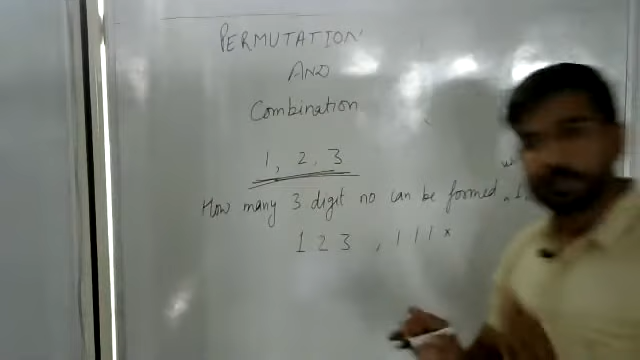 PERMUTATION
AND
Combination
1, 2, 3
How many 3 digit no can be formed
1 2 3 , 1 1 1 x